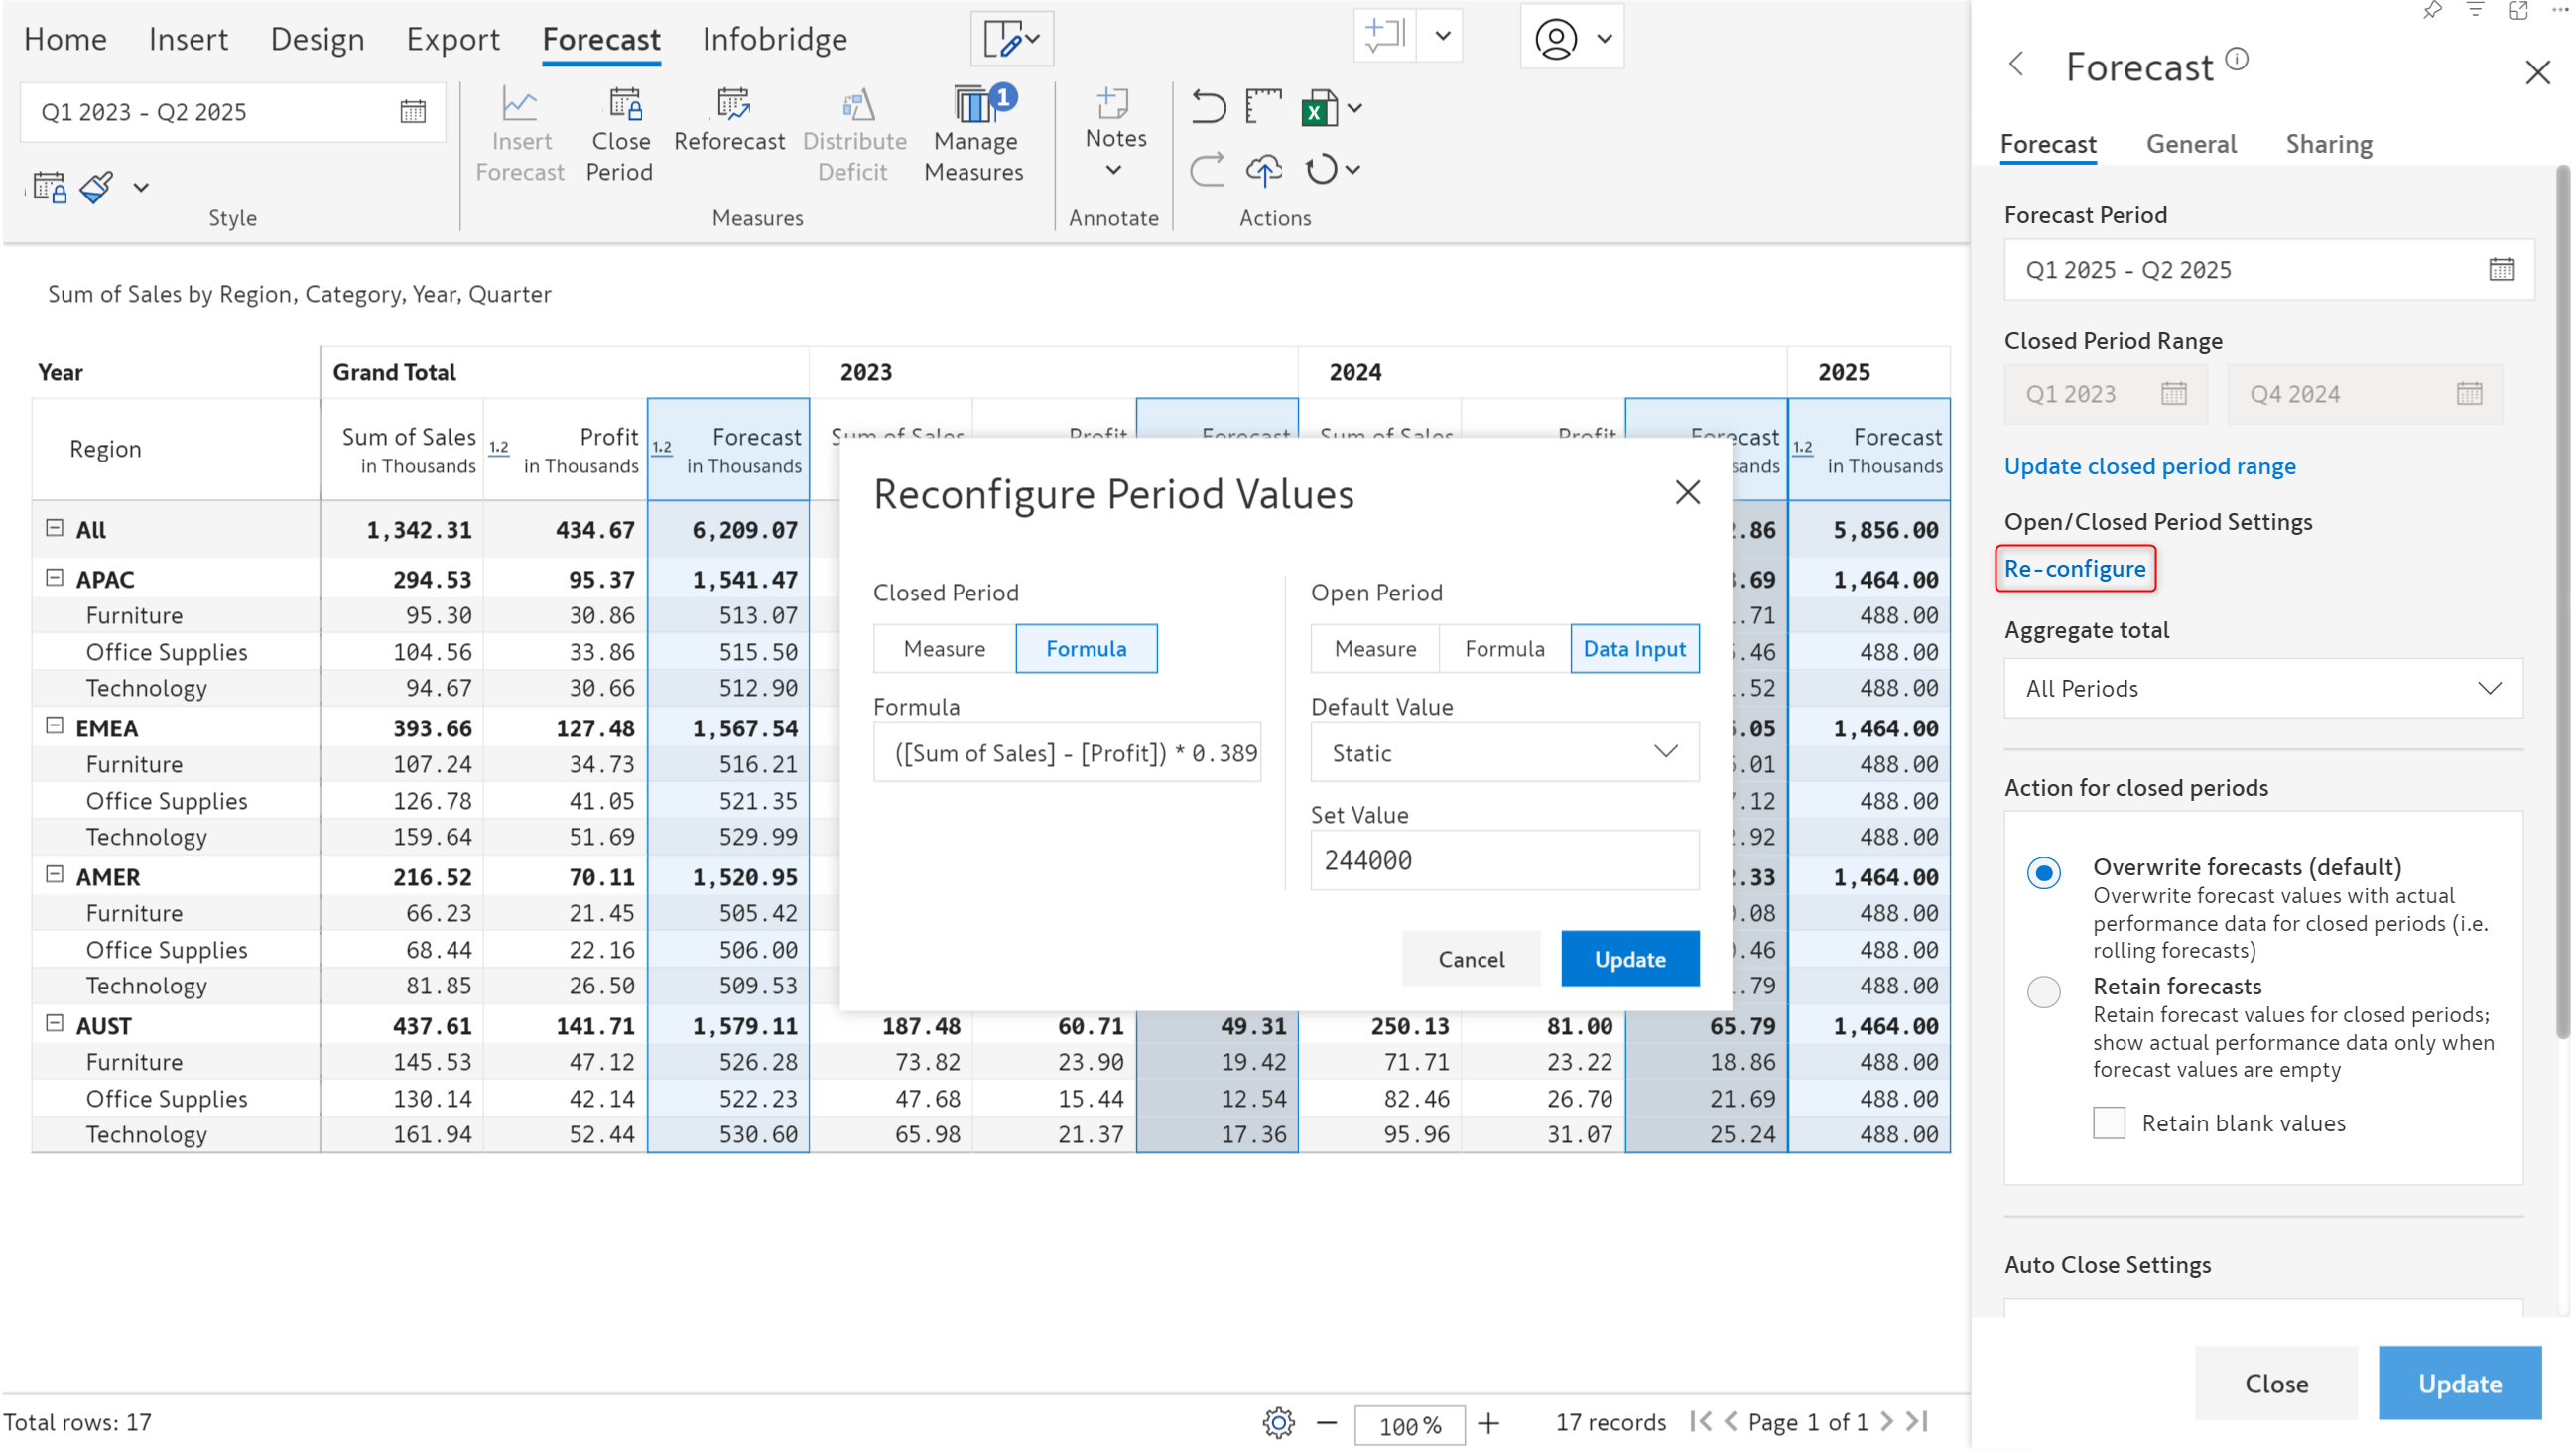 Home Insert Design Export Forecast Infobridge
Q1 2023 - Q2 2025
Style
Insert Forecast
Close Period
Reforecast
Distribute Deficit
Manage Measures
1
Measures
Notes
Annotate
Actions
Sum of Sales by Region, Category, Year, Quarter
Year Grand Total 2023 2024 2025
Region Sum of Sales in Thousands 1.2 Profit in Thousands 1.2 Forecast in Thousands Sum of Sales Profit Forecast Sum of Sales Profit Forecast 1.2 Forecast in Thousands
All 1,342.31 434.67 6,209.07 .86 5,856.00
APAC 294.53 95.37 1,541.47 .69 1,464.00
Furniture 95.30 30.86 513.07 .71 488.00
Office Supplies 104.56 33.86 515.50 .46 488.00
Technology 94.67 30.66 512.90 .52 488.00
EMEA 393.66 127.48 1,567.54 .05 1,464.00
Furniture 107.24 34.73 516.21 .01 488.00
Office Supplies 126.78 41.05 521.35 .12 488.00
Technology 159.64 51.69 529.99 .92 488.00
AMER 216.52 70.11 1,520.95 .33 1,464.00
Furniture 66.23 21.45 505.42 .08 488.00
Office Supplies 68.44 22.16 506.00 .46 488.00
Technology 81.85 26.50 509.53 .79 488.00
AUST 437.61 141.71 1,579.11 187.48 60.71 49.31 250.13 81.00 65.79 1,464.00
Furniture 145.53 47.12 526.28 73.82 23.90 19.42 71.71 23.22 18.86 488.00
Office Supplies 130.14 42.14 522.23 47.68 15.44 12.54 82.46 26.70 21.69 488.00
Technology 161.94 52.44 530.60 65.98 21.37 17.36 95.96 31.07 25.24 488.00
Reconfigure Period Values
Closed Period
Measure Formula
Formula
([Sum of Sales] - [Profit]) * 0.389
Open Period
Measure Formula Data Input
Default Value
Static
Set Value
244000
Cancel Update
Total rows: 17
100%
17 records
Page 1 of 1
Forecast
Forecast General Sharing
Forecast Period
Q1 2025 - Q2 2025
Closed Period Range
Q1 2023 Q4 2024
Update closed period range
Open/Closed Period Settings
Re-configure
Aggregate total
All Periods
Action for closed periods
Overwrite forecasts (default)
Overwrite forecast values with actual
performance data for closed periods (i.e.
rolling forecasts)
Retain forecasts
Retain forecast values for closed periods;
show actual performance data only when
forecast values are empty
Retain blank values
Auto Close Settings
Close Update